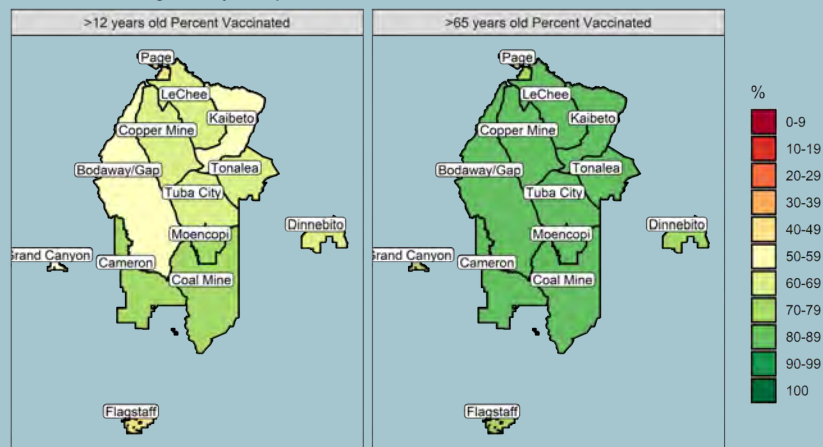 >12 years old Percent Vaccinated
>65 years old Percent Vaccinated
Page
LeChee
Kaibeto
Copper Mine
Bodaway/Gap
Tonalea
Tuba City
Dinnebito
Moencopi
Grand Canyon
Cameron
Coal Mine
Flagstaff
Page
LeChee
Kaibeto
Copper Mine
Bodaway/Gap
Tonalea
Tuba City
Dinnebito
Moencopi
Grand Canyon
Cameron
Coal Mine
Flagstaff
%
0-9
10-19
20-29
30-39
40-49
50-59
60-69
70-79
80-89
90-99
100